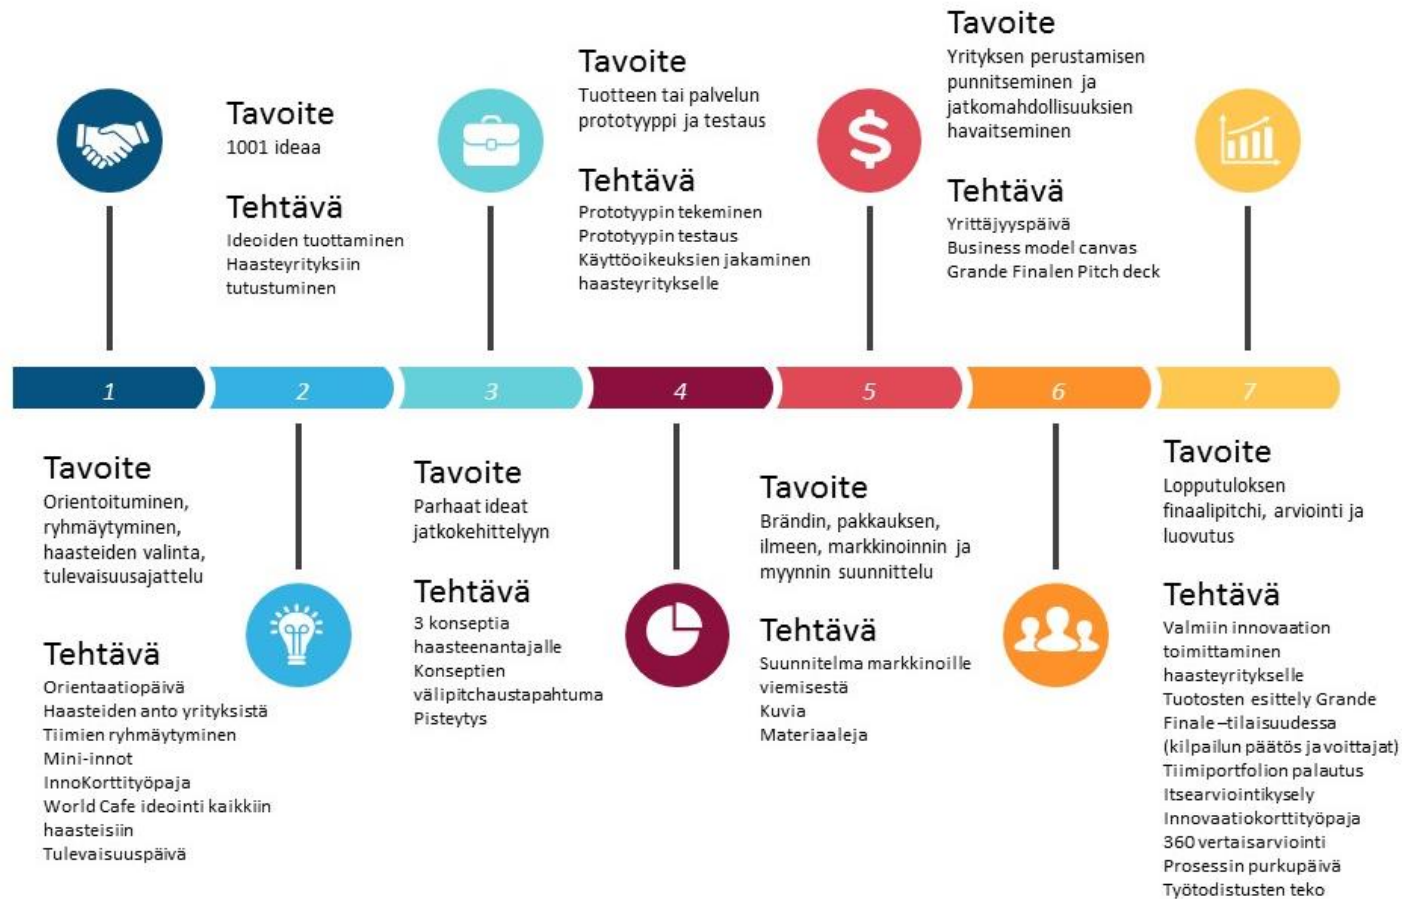 Tavoite
1001 ideaa
Tehtävä
Ideoiden tuottaminen
Haasteyrityksiin
tutustuminen
Tavoite
Tuotteen tai palvelun
prototyyppi ja testaus
Tehtävä
Prototyypin tekeminen
Prototyypin testaus
Käyttöoikeuksien jakaminen
haasteyritykselle
$
Tavoite
Yrityksen perustamisen
punnitseminen ja
jatkomahdollisuuksien
havaitseminen
Tehtävä
Yrittäjyyspäivä
Business model canvas
Grande Finalen Pitch deck
1
2
3
4
5
6
7
Tavoite
Orientoituminen,
ryhmäytyminen,
haasteiden valinta,
tulevaisuusajattelu
Tehtävä
Orientaatiopäivä
Haasteiden anto yrityksistä
Tiimien ryhmäytyminen
Mini-innot
InnoKorttityöpaja
World Cafe ideointi kaikkiin
haasteisiin
Tulevaisuuspäivä
Tavoite
Parhaat ideat
jatkokehittelyyn
Tehtävä
3 konseptia
haasteenantajalle
Konseptien
välipitchaustapahtuma
Pisteytys
Tavoite
Brändin, pakkauksen,
ilmeen, markkinoinnin ja
myynnin suunnittelu
Tehtävä
Suunnitelma markkinoille
viemisestä
Kuvia
Materiaaleja
Tavoite
Lopputuloksen
finaalipitchi, arviointi ja
luovutus
Tehtävä
Valmiin innovaation
toimittaminen
haasteyritykselle
Tuotosten esittely Grande
Finale –tilaisuudessa
(kilpailun päätös ja voittajat)
Tiimiportfolion palautus
Itsearviointikysely
Innovaatiokorttityöpaja
360 vertaisarviointi
Prosessin purkupäivä
Työtodistusten teko